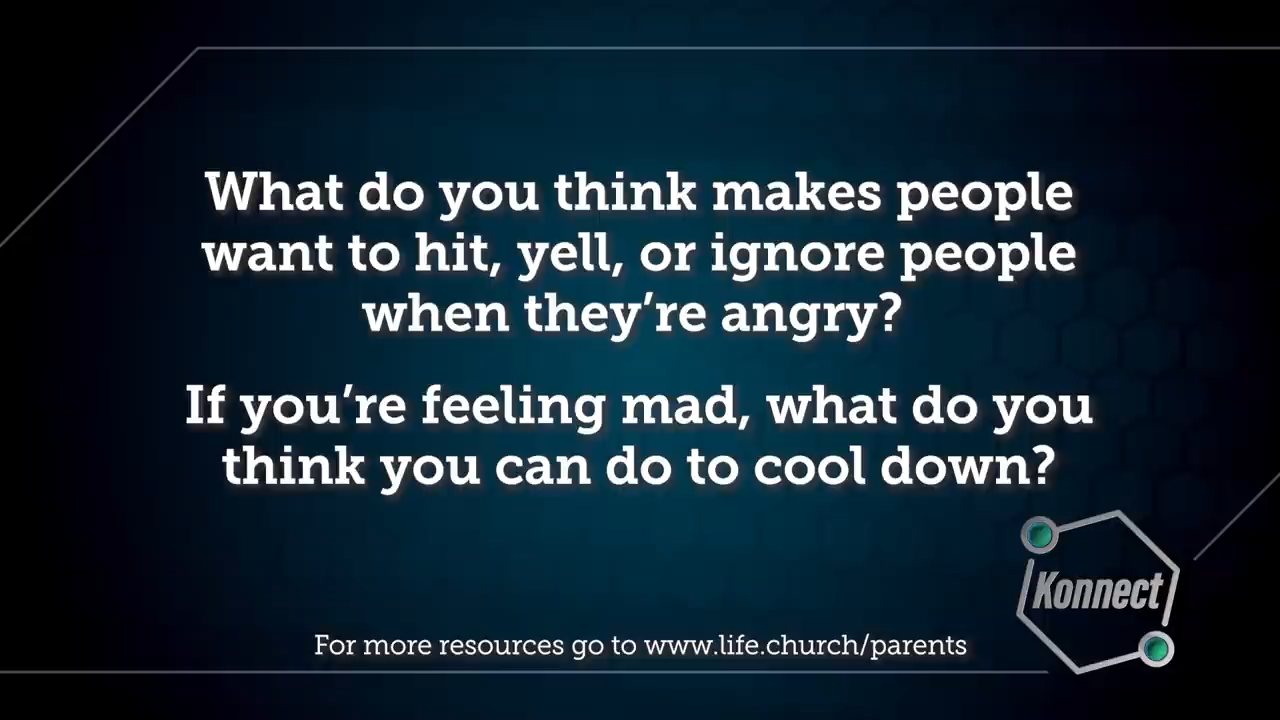 What do you think makes people
want to hit, yell, or ignore people
when they’re angry?
If you’re feeling mad, what do you
think you can do to cool down?
Konnect
For more resources go to www.life.church/parents